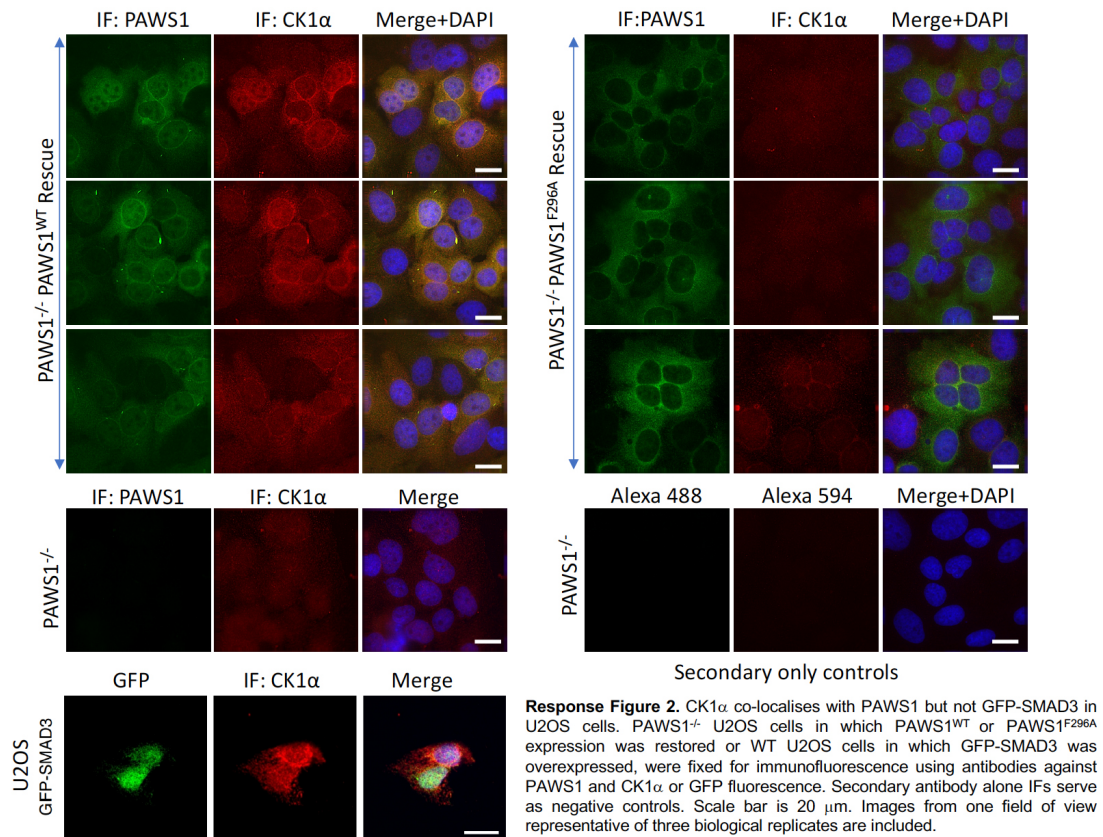 IF: PAWS1 IF: CK1α Merge+DAPI
PAWS1-/- PAWS1WT Rescue
IF:PAWS1 IF: CK1α Merge+DAPI
PAWS1-/- PAWS1F296A Rescue
IF: PAWS1 IF: CK1α Merge
PAWS1-/-
Alexa 488 Alexa 594 Merge+DAPI
PAWS1-/-
Secondary only controls
GFP IF: CK1α Merge
U2OS
GFP-SMAD3
Response Figure 2. CK1α co-localises with PAWS1 but not GFP-SMAD3 in
U2OS cells. PAWS1-/- U2OS cells in which PAWS1WT or PAWS1F296A
expression was restored or WT U2OS cells in which GFP-SMAD3 was
overexpressed, were fixed for immunofluorescence using antibodies against
PAWS1 and CK1α or GFP fluorescence. Secondary antibody alone IFs serve
as negative controls. Scale bar is 20 μm. Images from one field of view
representative of three biological replicates are included.